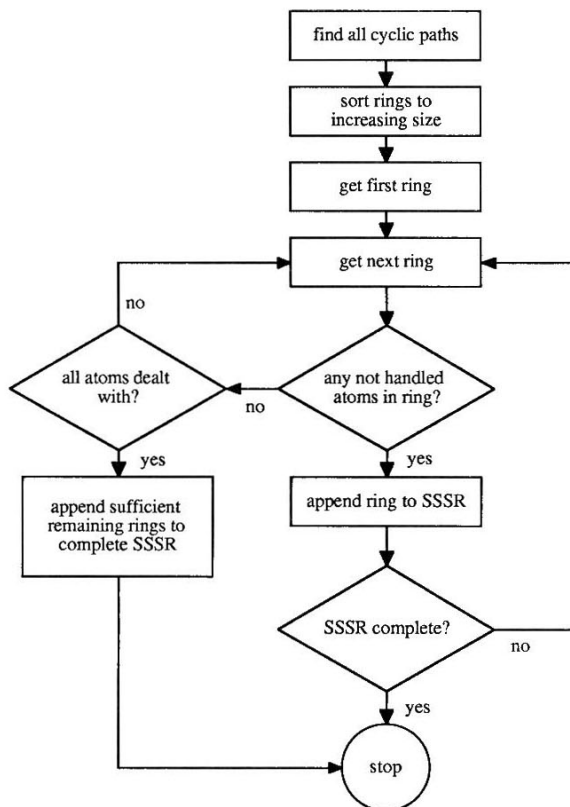 find all cyclic paths
sort rings to
increasing size
get first ring
get next ring
no
all atoms dealt
with?
any not handled
atoms in ring?
no
yes
yes
append sufficient
remaining rings to
complete SSSR
append ring to SSSR
SSSR complete?
no
yes
stop